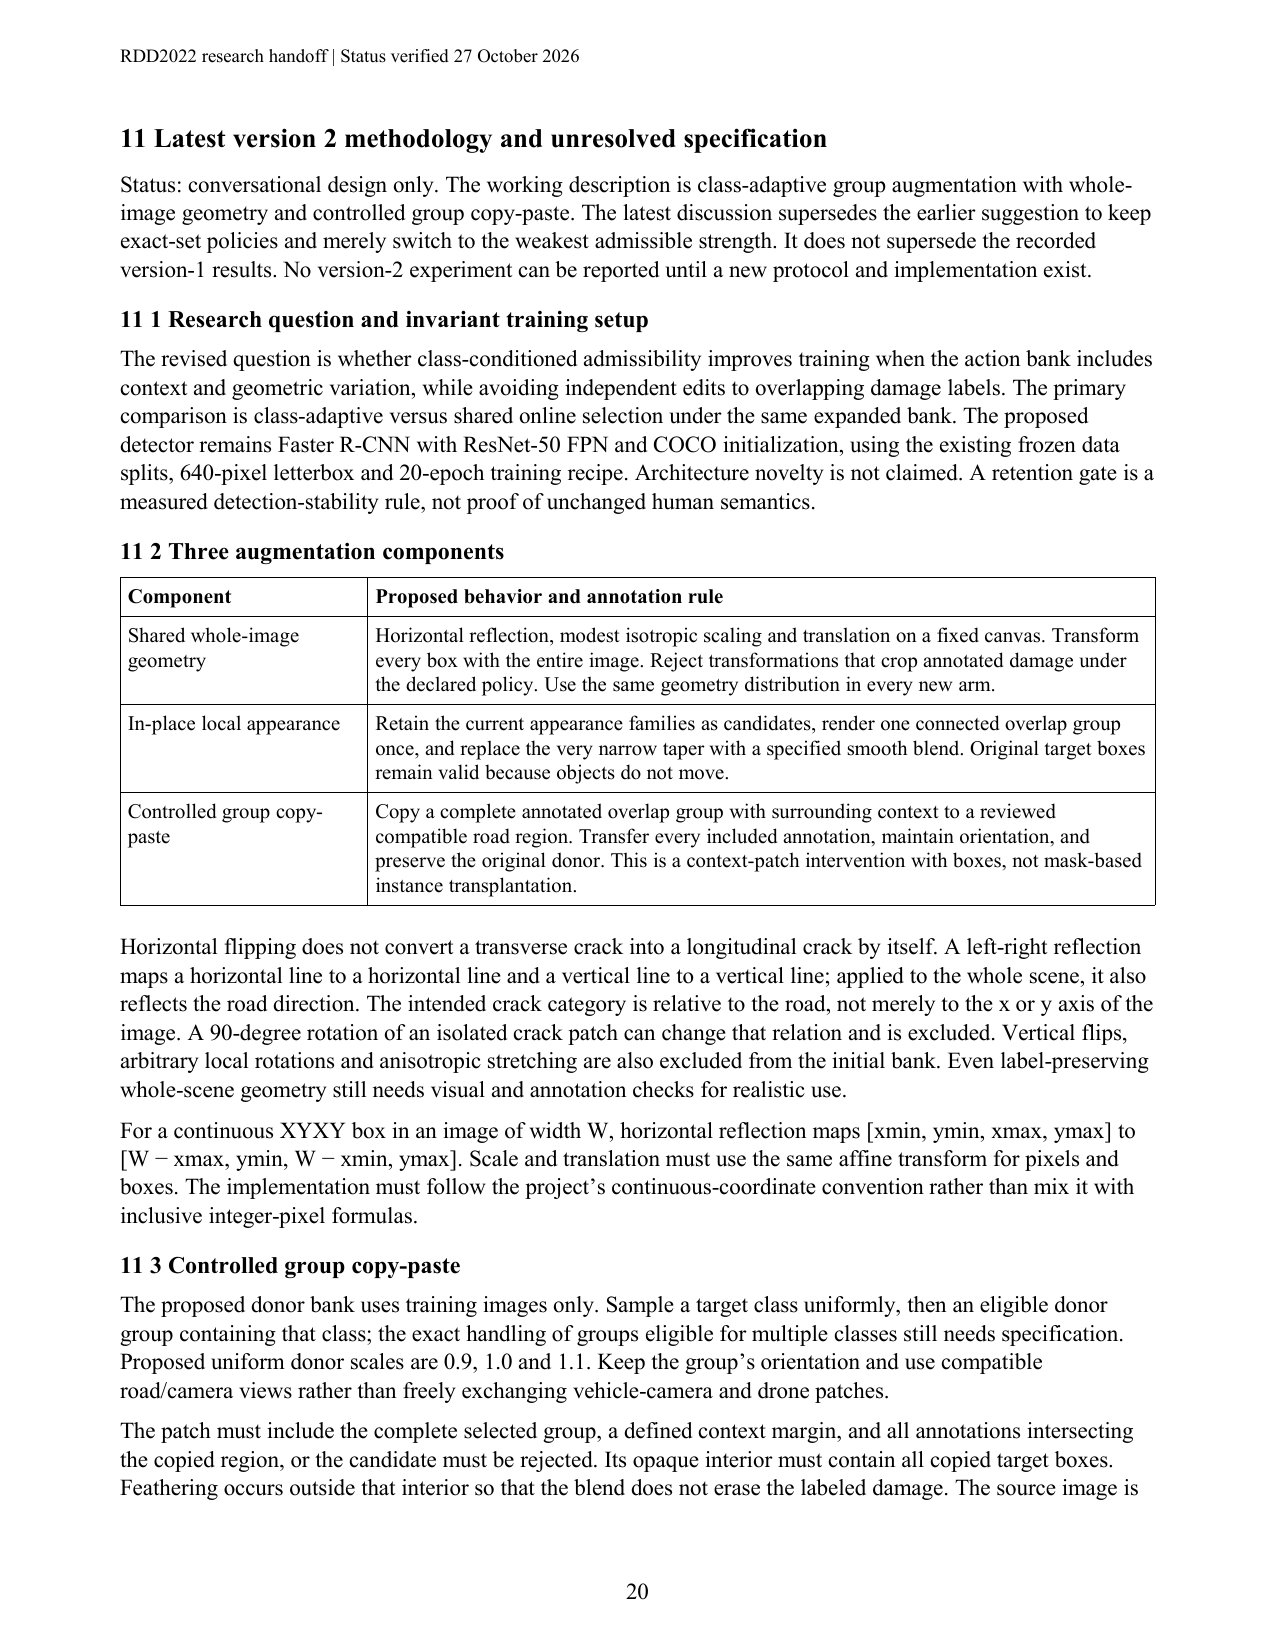 RDD2022 research handoff | Status verified 27 October 2026
11 Latest version 2 methodology and unresolved specification
Status: conversational design only. The working description is class-adaptive group augmentation with whole-
image geometry and controlled group copy-paste. The latest discussion supersedes the earlier suggestion to keep
exact-set policies and merely switch to the weakest admissible strength. It does not supersede the recorded
version-1 results. No version-2 experiment can be reported until a new protocol and implementation exist.
11 1 Research question and invariant training setup
The revised question is whether class-conditioned admissibility improves training when the action bank includes
context and geometric variation, while avoiding independent edits to overlapping damage labels. The primary
comparison is class-adaptive versus shared online selection under the same expanded bank. The proposed
detector remains Faster R-CNN with ResNet-50 FPN and COCO initialization, using the existing frozen data
splits, 640-pixel letterbox and 20-epoch training recipe. Architecture novelty is not claimed. A retention gate is a
measured detection-stability rule, not proof of unchanged human semantics.
11 2 Three augmentation components
Component
Proposed behavior and annotation rule
Shared whole-image
geometry
Horizontal reflection, modest isotropic scaling and translation on a fixed canvas. Transform
every box with the entire image. Reject transformations that crop annotated damage under
the declared policy. Use the same geometry distribution in every new arm.
In-place local appearance
Retain the current appearance families as candidates, render one connected overlap group
once, and replace the very narrow taper with a specified smooth blend. Original target boxes
remain valid because objects do not move.
Controlled group copy-
paste
Copy a complete annotated overlap group with surrounding context to a reviewed
compatible road region. Transfer every included annotation, maintain orientation, and
preserve the original donor. This is a context-patch intervention with boxes, not mask-based
instance transplantation.
Horizontal flipping does not convert a transverse crack into a longitudinal crack by itself. A left-right reflection
maps a horizontal line to a horizontal line and a vertical line to a vertical line; applied to the whole scene, it also
reflects the road direction. The intended crack category is relative to the road, not merely to the x or y axis of the
image. A 90-degree rotation of an isolated crack patch can change that relation and is excluded. Vertical flips,
arbitrary local rotations and anisotropic stretching are also excluded from the initial bank. Even label-preserving
whole-scene geometry still needs visual and annotation checks for realistic use.
For a continuous XYXY box in an image of width W, horizontal reflection maps [xmin, ymin, xmax, ymax] to
[W − xmax, ymin, W − xmin, ymax]. Scale and translation must use the same affine transform for pixels and
boxes. The implementation must follow the project’s continuous-coordinate convention rather than mix it with
inclusive integer-pixel formulas.
11 3 Controlled group copy-paste
The proposed donor bank uses training images only. Sample a target class uniformly, then an eligible donor
group containing that class; the exact handling of groups eligible for multiple classes still needs specification.
Proposed uniform donor scales are 0.9, 1.0 and 1.1. Keep the group’s orientation and use compatible
road/camera views rather than freely exchanging vehicle-camera and drone patches.
The patch must include the complete selected group, a defined context margin, and all annotations intersecting
the copied region, or the candidate must be rejected. Its opaque interior must contain all copied target boxes.
Feathering occurs outside that interior so that the blend does not erase the labeled damage. The source image is
20